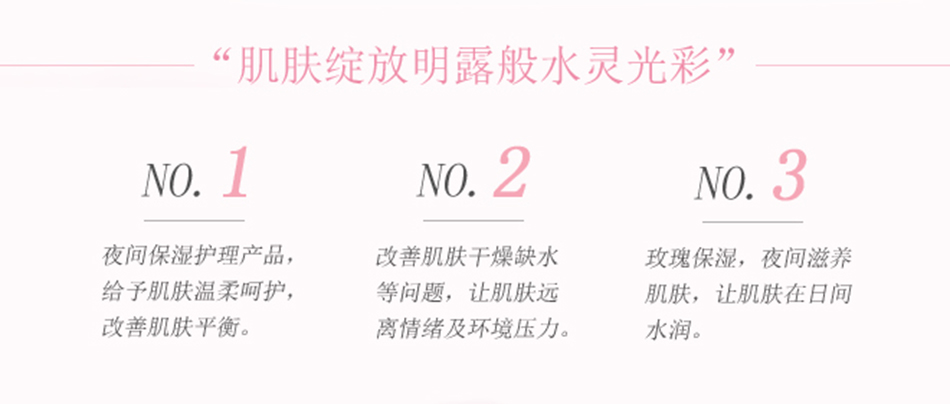 “肌肤绽放明露般水灵光彩”
NO. 1
夜间保湿护理产品，
给予肌肤温柔呵护，
改善肌肤平衡。
NO. 2
改善肌肤干燥缺水
等问题，让肌肤远
离情绪及环境压力。
NO. 3
玫瑰保湿，夜间滋养
肌肤，让肌肤在日间
水润。